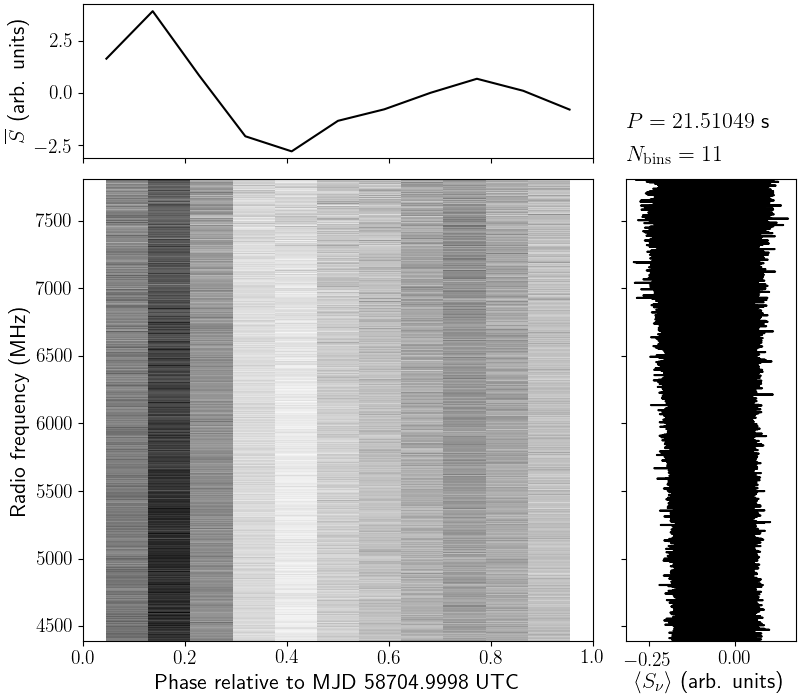 S̅ (arb. units)
2.5
0.0
−2.5
P = 21.51049 s
N_bins = 11
Radio frequency (MHz)
7500
7000
6500
6000
5500
5000
4500
0.0 0.2 0.4 0.6 0.8 1.0
Phase relative to MJD 58704.9998 UTC
−0.25 0.00
⟨S_ν⟩ (arb. units)